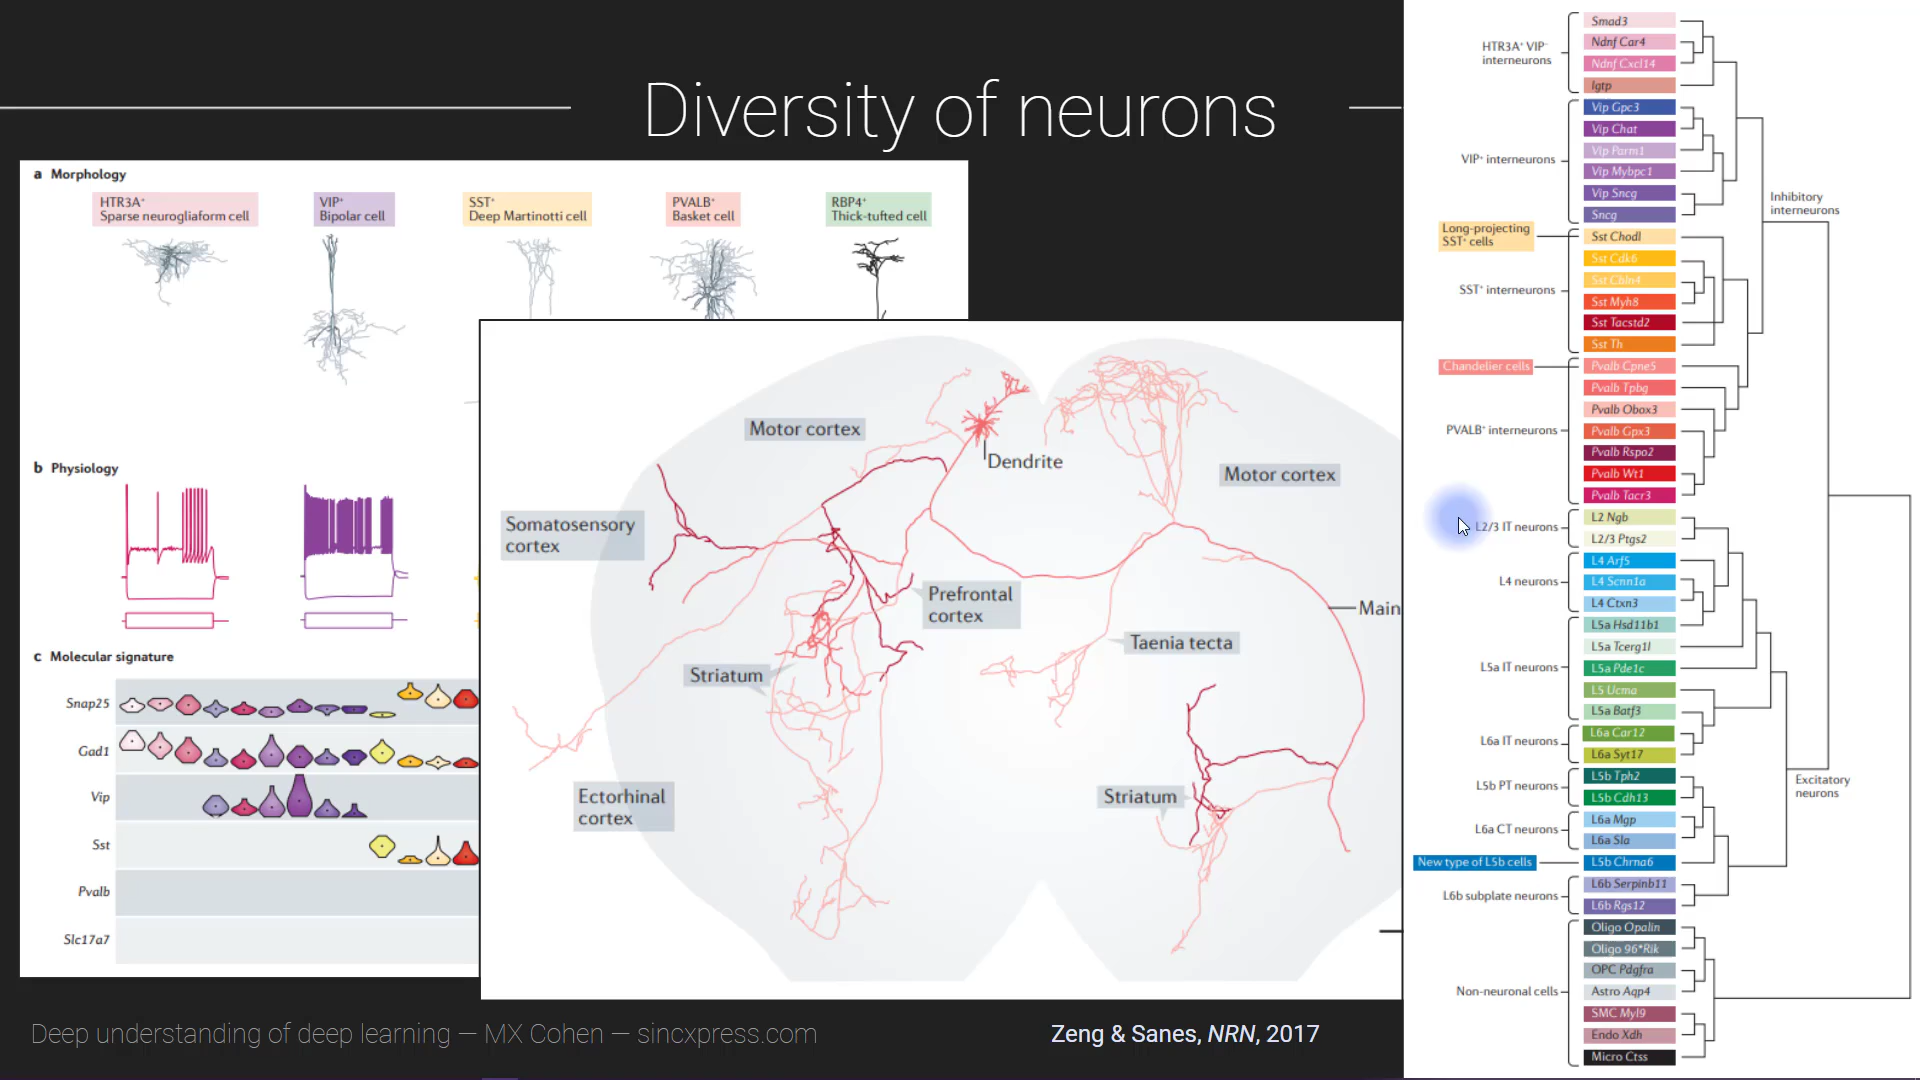 Diversity of neurons
a Morphology
HTR3A⁺
Sparse neurogliaform cell
VIP⁺
Bipolar cell
SST⁺
Deep Martinotti cell
PVALB⁺
Basket cell
RBP4⁺
Thick-tufted cell
b Physiology
c Molecular signature
Snap25
Gad1
Vip
Sst
Pvalb
Slc17a7
Motor cortex
Dendrite
Motor cortex
Somatosensory
cortex
Prefrontal
cortex
Main
Taenia tecta
Striatum
Striatum
Ectorhinal
cortex
HTR3A⁺ VIP⁻
interneurons
VIP⁺ interneurons
Long-projecting
SST⁺ cells
SST⁺ interneurons
Chandelier cells
PVALB⁺ interneurons
L2/3 IT neurons
L4 neurons
L5a IT neurons
L6a IT neurons
L5b PT neurons
L6a CT neurons
New type of L5b cells
L6b subplate neurons
Non-neuronal cells
Smad3
Ndnf Car4
Ndnf Cxcl14
Igtp
Vip Gpc3
Vip Chat
Vip Parm1
Vip Mybpc1
Vip Sncg
Sncg
Sst Chodl
Sst Cdk6
Sst Cbln4
Sst Myh8
Sst Tacstd2
Sst Th
Pvalb Cpne5
Pvalb Tpbg
Pvalb Obox3
Pvalb Gpx3
Pvalb Rspo2
Pvalb Wt1
Pvalb Tacr3
L2 Ngb
L2/3 Ptgs2
L4 Arf5
L4 Scnn1a
L4 Ctxn3
L5a Hsd11b1
L5a Tcerg1l
L5a Pde1c
L5 Ucma
L5a Batf3
L6a Car12
L6a Syt17
L5b Tph2
L5b Cdh13
L6a Mgp
L6a Sla
L5b Chrna6
L6b Serpinb11
L6b Rgs12
Oligo Opalin
Oligo 96*Rik
OPC Pdgfra
Astro Aqp4
SMC Myl9
Endo Xdh
Micro Ctss
Inhibitory
interneurons
Excitatory
neurons
Deep understanding of deep learning — MX Cohen — sincxpress.com
Zeng & Sanes, NRN, 2017